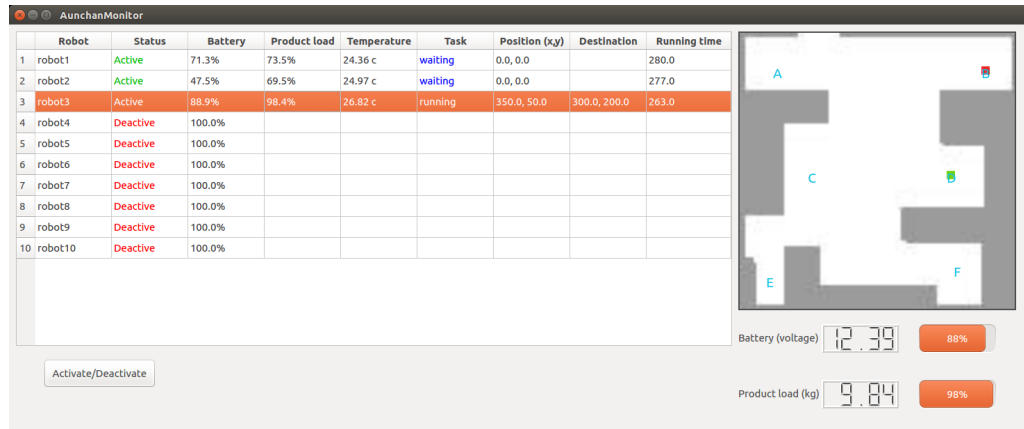 AunchanMonitor
Robot Status Battery Product load Temperature Task Position (x,y) Destination Running time
1 robot1 Active 71.3% 73.5% 24.36 c waiting 0.0, 0.0 280.0
2 robot2 Active 47.5% 69.5% 24.97 c waiting 0.0, 0.0 277.0
3 robot3 Active 88.9% 98.4% 26.82 c running 350.0, 50.0 300.0, 200.0 263.0
4 robot4 Deactive 100.0%
5 robot5 Deactive 100.0%
6 robot6 Deactive 100.0%
7 robot7 Deactive 100.0%
8 robot8 Deactive 100.0%
9 robot9 Deactive 100.0%
10 robot10 Deactive 100.0%
A
C
D
E
F
Battery (voltage) 12.39 88%
Activate/Deactivate
Product load (kg) 9.84 98%